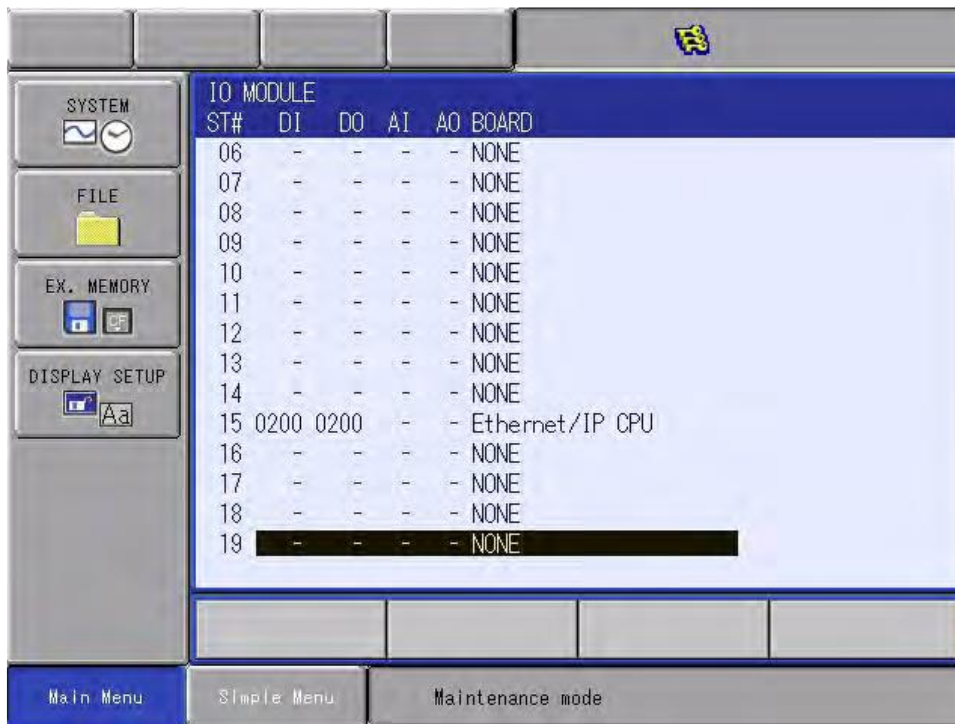 SYSTEM
FILE
EX. MEMORY
CF
DISPLAY SETUP
Aa
IO MODULE
ST# DI DO AI AO BOARD
06 - - - - NONE
07 - - - - NONE
08 - - - - NONE
09 - - - - NONE
10 - - - - NONE
11 - - - - NONE
12 - - - - NONE
13 - - - - NONE
14 - - - - NONE
15 0200 0200 - - Ethernet/IP CPU
16 - - - - NONE
17 - - - - NONE
18 - - - - NONE
19 - - - - NONE
Main Menu
Simple Menu
Maintenance mode